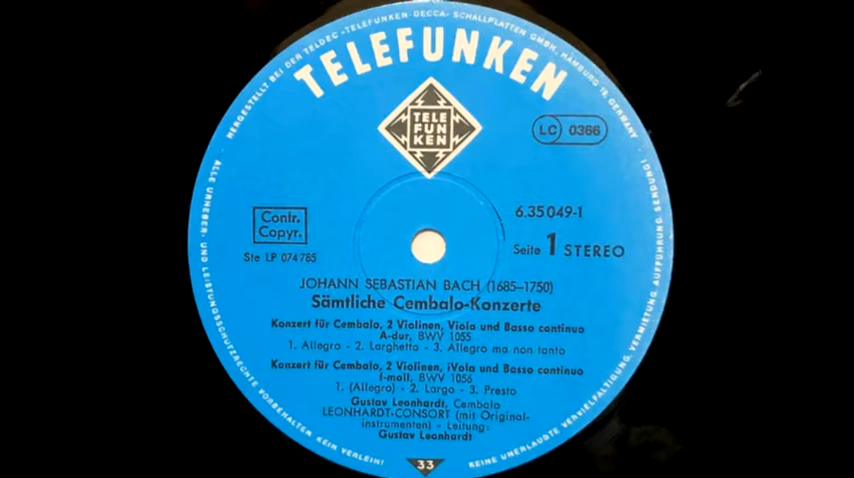 HERGESTELLT BEI DER TELDEC »TELEFUNKEN-DECCA« SCHALLPLATTEN GMBH, HAMBURG 19, GERMANY
TELEFUNKEN
TELE
FUN
KEN
LC 0366
Contr.
Copyr.
Ste LP 074785
6.35049-1
Seite 1 STEREO
JOHANN SEBASTIAN BACH (1685–1750)
Sämtliche Cembalo-Konzerte
Konzert für Cembalo, 2 Violinen, Viola und Basso continuo
A-dur, BWV 1055
1. Allegro - 2. Larghetto - 3. Allegro ma non tanto
Konzert für Cembalo, 2 Violinen, iVola und Basso continuo
f-moll, BWV 1056
1. (Allegro) - 2. Largo - 3. Presto
Gustav Leonhardt, Cembalo
LEONHARDT-CONSORT (mit Original-
instrumenten) - Leitung:
Gustav Leonhardt
33
ALLE URHEBER- UND LEISTUNGSSCHUTZRECHTE VORBEHALTEN KEIN VERLEIH!
KEINE UNERLAUBTE VERVIELFÄLTIGUNG, VERMIETUNG, AUFFÜHRUNG, SENDUNG!